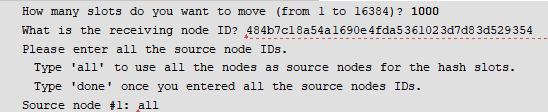 How many slots do you want to move (from 1 to 16384)? 1000
What is the receiving node ID? 484b7c18a54a1690e4fda5361023d7d83d529354
Please enter all the source node IDs.
Type 'all' to use all the nodes as source nodes for the hash slots.
Type 'done' once you entered all the source nodes IDs.
Source node #1: all